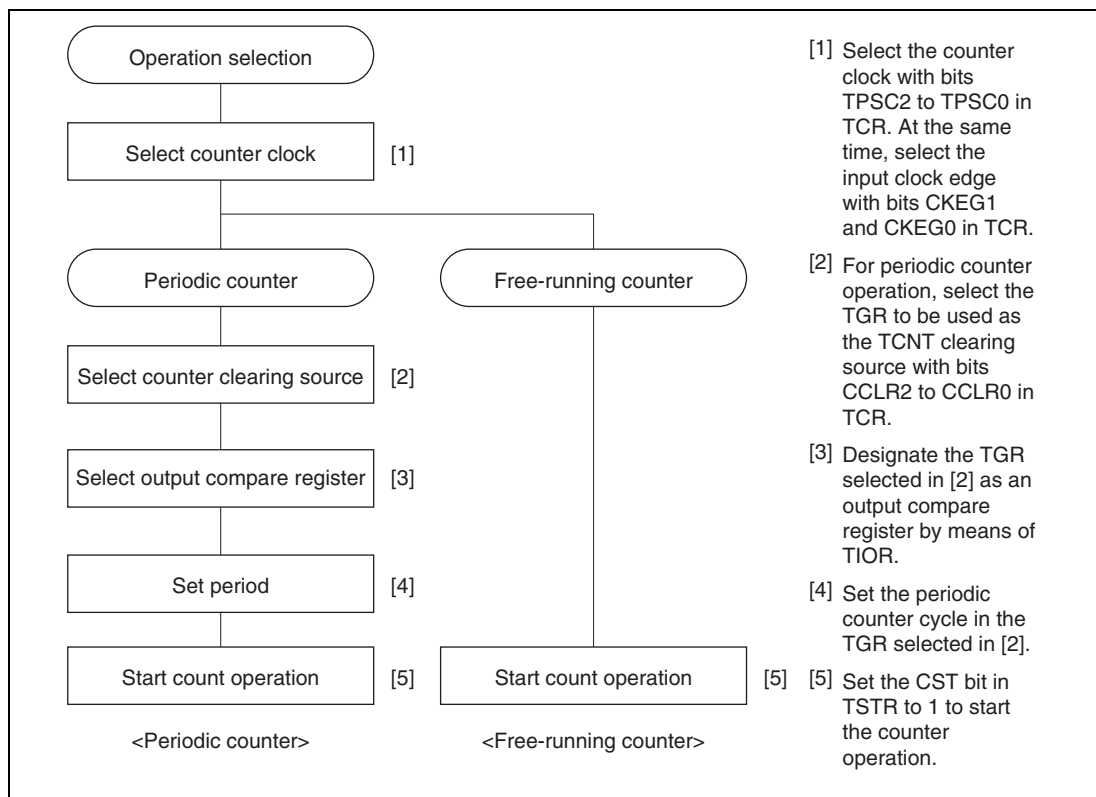 Operation selection
Select counter clock [1]
Periodic counter
Free-running counter
Select counter clearing source [2]
Select output compare register [3]
Set period [4]
Start count operation [5]
Start count operation [5]
<Periodic counter>
<Free-running counter>
[1] Select the counter
clock with bits
TPSC2 to TPSC0 in
TCR. At the same
time, select the
input clock edge
with bits CKEG1
and CKEG0 in TCR.
[2] For periodic counter
operation, select the
TGR to be used as
the TCNT clearing
source with bits
CCLR2 to CCLR0 in
TCR.
[3] Designate the TGR
selected in [2] as an
output compare
register by means of
TIOR.
[4] Set the periodic
counter cycle in the
TGR selected in [2].
[5] Set the CST bit in
TSTR to 1 to start
the counter
operation.